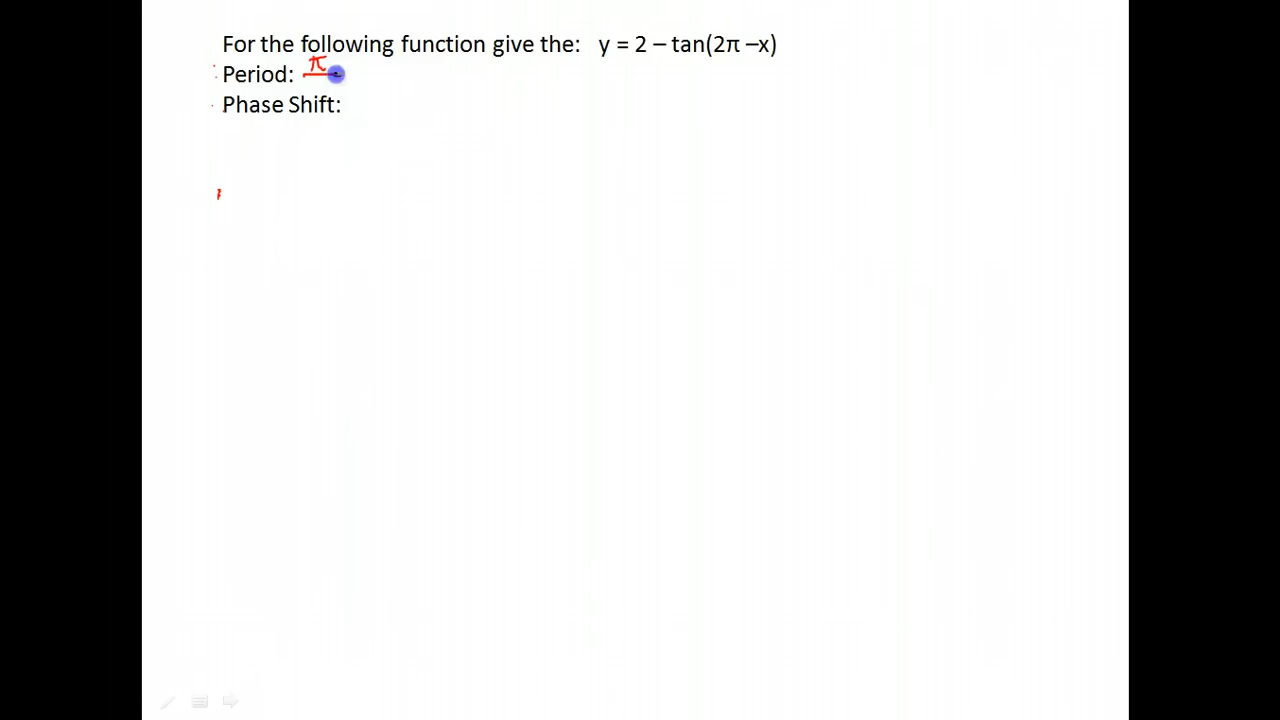 For the following function give the: y = 2 – tan(2π –x)
Period: π
Phase Shift: